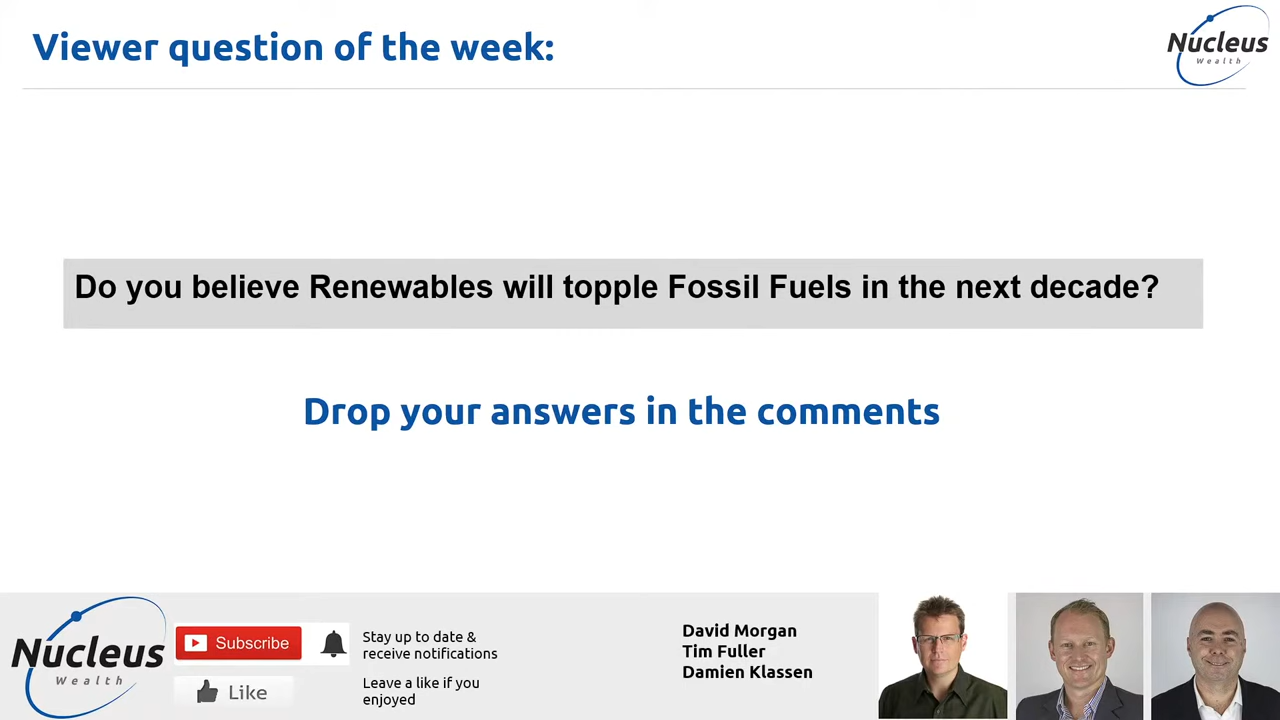 Viewer question of the week:
Nucleus
Wealth
Do you believe Renewables will topple Fossil Fuels in the next decade?
Drop your answers in the comments
Nucleus
Wealth
Subscribe
Like
Stay up to date &
receive notifications
Leave a like if you
enjoyed
David Morgan
Tim Fuller
Damien Klassen